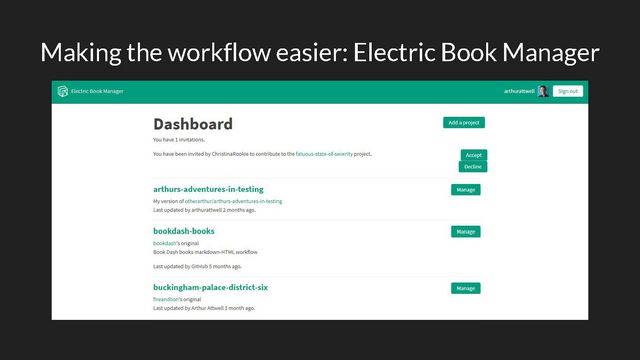 Making the workflow easier: Electric Book Manager
Electric Book Manager
arthurattwell
Sign out
Dashboard
Add a project
You have 1 invitations.
You have been invited by ChristinaRookie to contribute to the fatuous-state-of-severity project.
Accept
Decline
arthurs-adventures-in-testing
Manage
My version of otherarthur/arthurs-adventures-in-testing
Last updated by arthurattwell 2 months ago.
bookdash-books
Manage
bookdash's original
Book Dash books markdown-HTML workflow
Last updated by GitHub 5 months ago.
buckingham-palace-district-six
Manage
fireandlion's original
Last updated by Arthur Attwell 1 month ago.